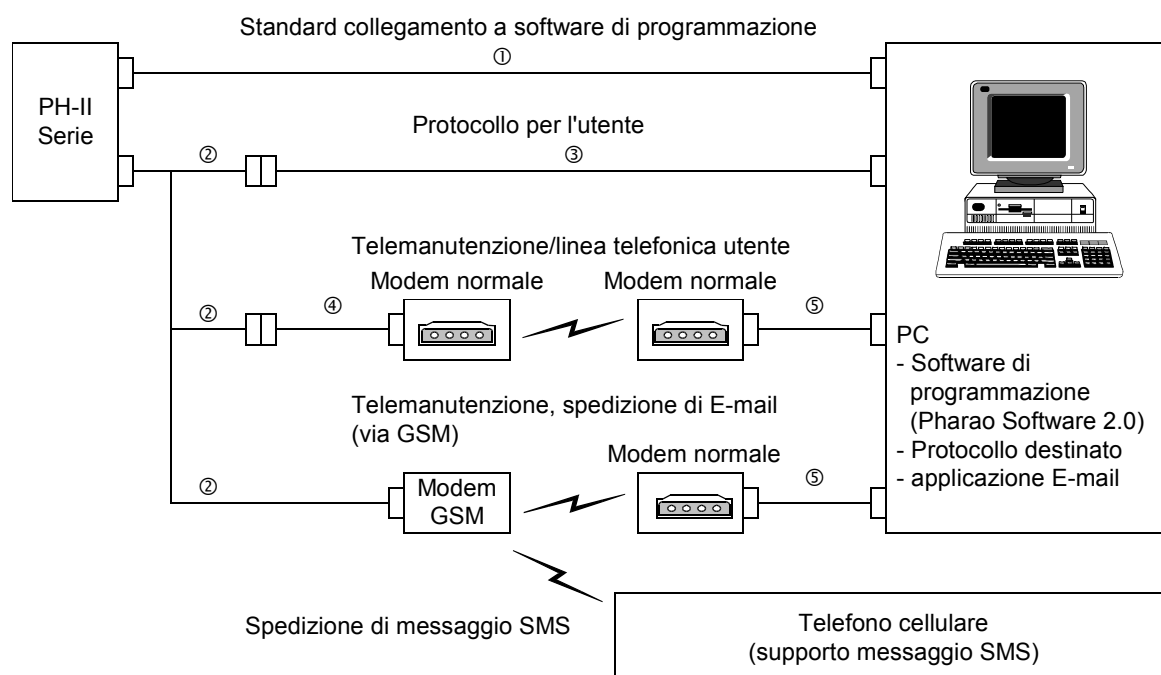 Standard collegamento a software di programmazione
①
PH-II
Serie
Protocollo per l'utente
②
③
Telemanutenzione/linea telefonica utente
Modem normale
Modem normale
②
④
⑤
PC
- Software di
programmazione
(Pharao Software 2.0)
- Protocollo destinato
- applicazione E-mail
Telemanutenzione, spedizione di E-mail
(via GSM)
Modem normale
②
Modem
GSM
⑤
Spedizione di messaggio SMS
Telefono cellulare
(supporto messaggio SMS)